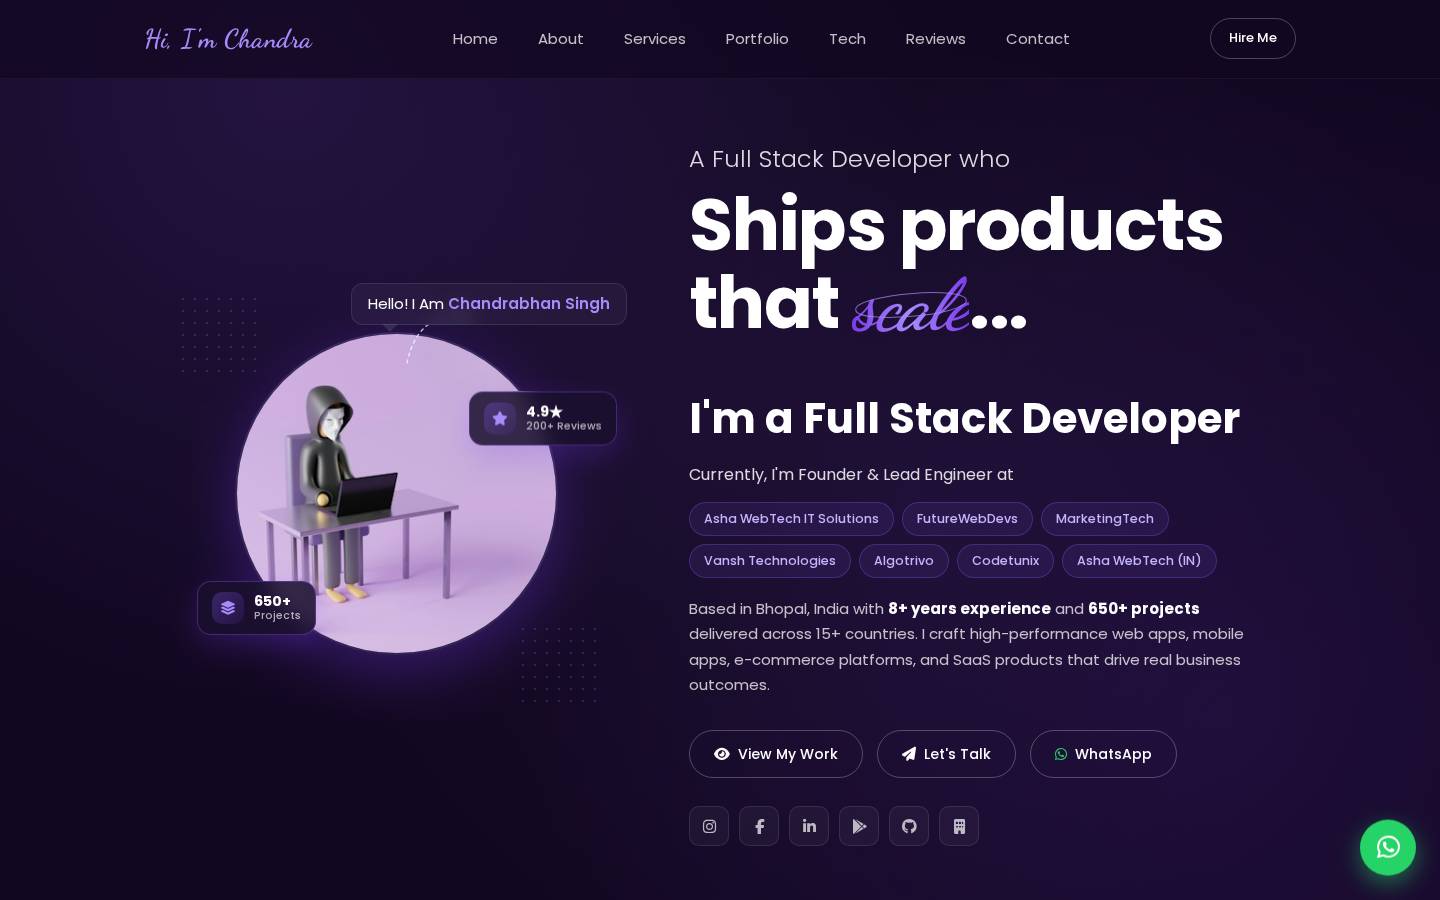 Hi, I'm Chandra
Home About Services Portfolio Tech Reviews Contact
Hire Me
A Full Stack Developer who
Ships products
that scale...
Hello! I Am Chandrabhan Singh
4.9★
200+ Reviews
650+
Projects
I'm a Full Stack Developer
Currently, I'm Founder & Lead Engineer at
Asha WebTech IT Solutions FutureWebDevs MarketingTech
Vansh Technologies Algotrivo Codetunix Asha WebTech (IN)
Based in Bhopal, India with 8+ years experience and 650+ projects
delivered across 15+ countries. I craft high-performance web apps, mobile
apps, e-commerce platforms, and SaaS products that drive real business
outcomes.
View My Work Let's Talk WhatsApp